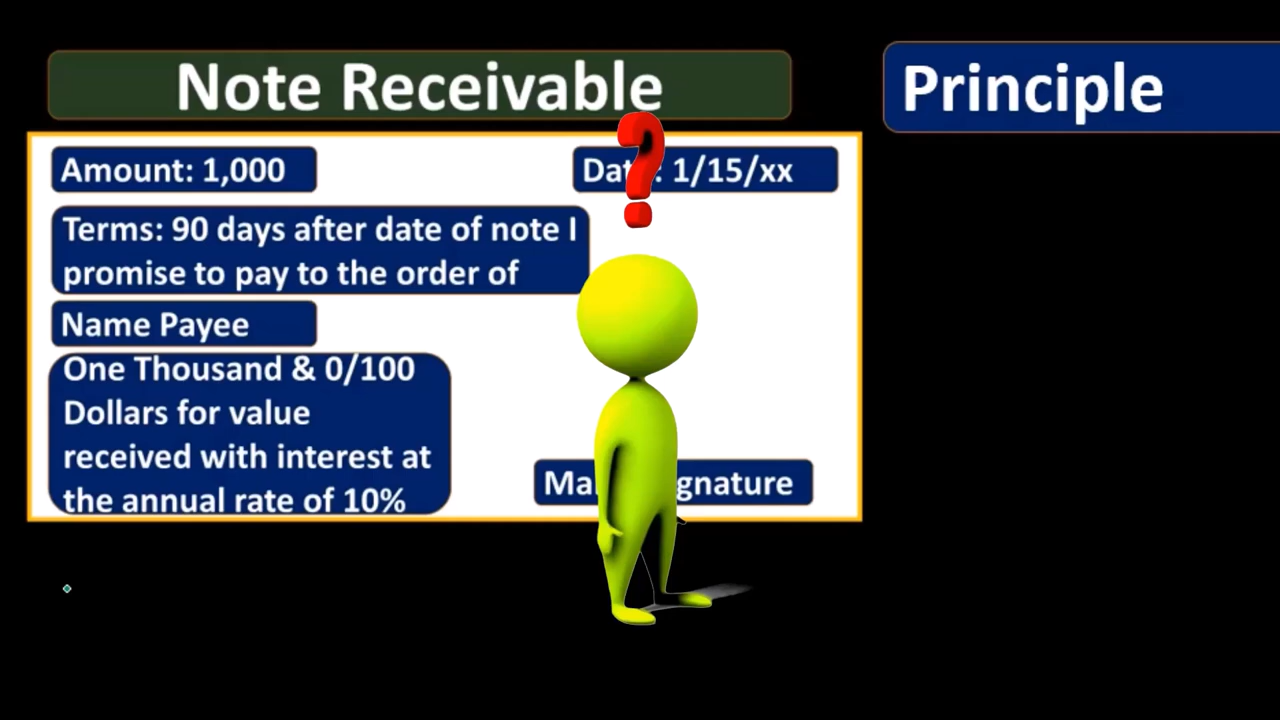 Note Receivable
Principle
Amount: 1,000
1/15/xx
Terms: 90 days after date of note I
promise to pay to the order of
Name Payee
One Thousand & 0/100
Dollars for value
received with interest at
the annual rate of 10%